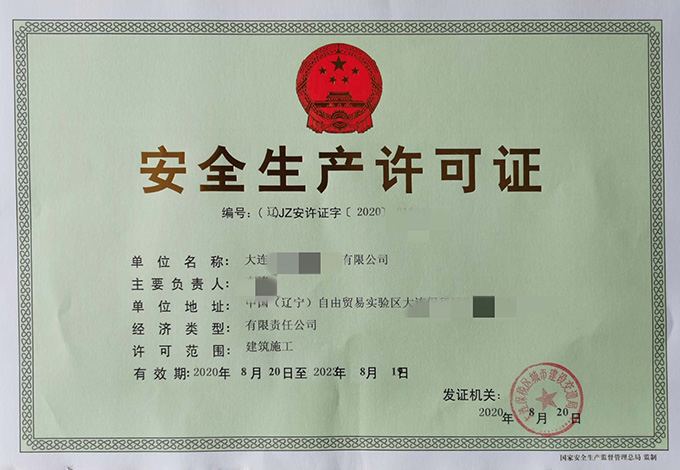 安全生产许可证
编号：（辽）JZ安许证字〔2020〕
单位名称：大连 有限公司
主要负责人：
单位地址：中国（辽宁）自由贸易实验区大连保
经济类型：有限责任公司
许可范围：建筑施工
有效期：2020年 8月20日至 2023年 8月 19日
发证机关：
2020年 8月 20日
国家安全生产监督管理总局 监制